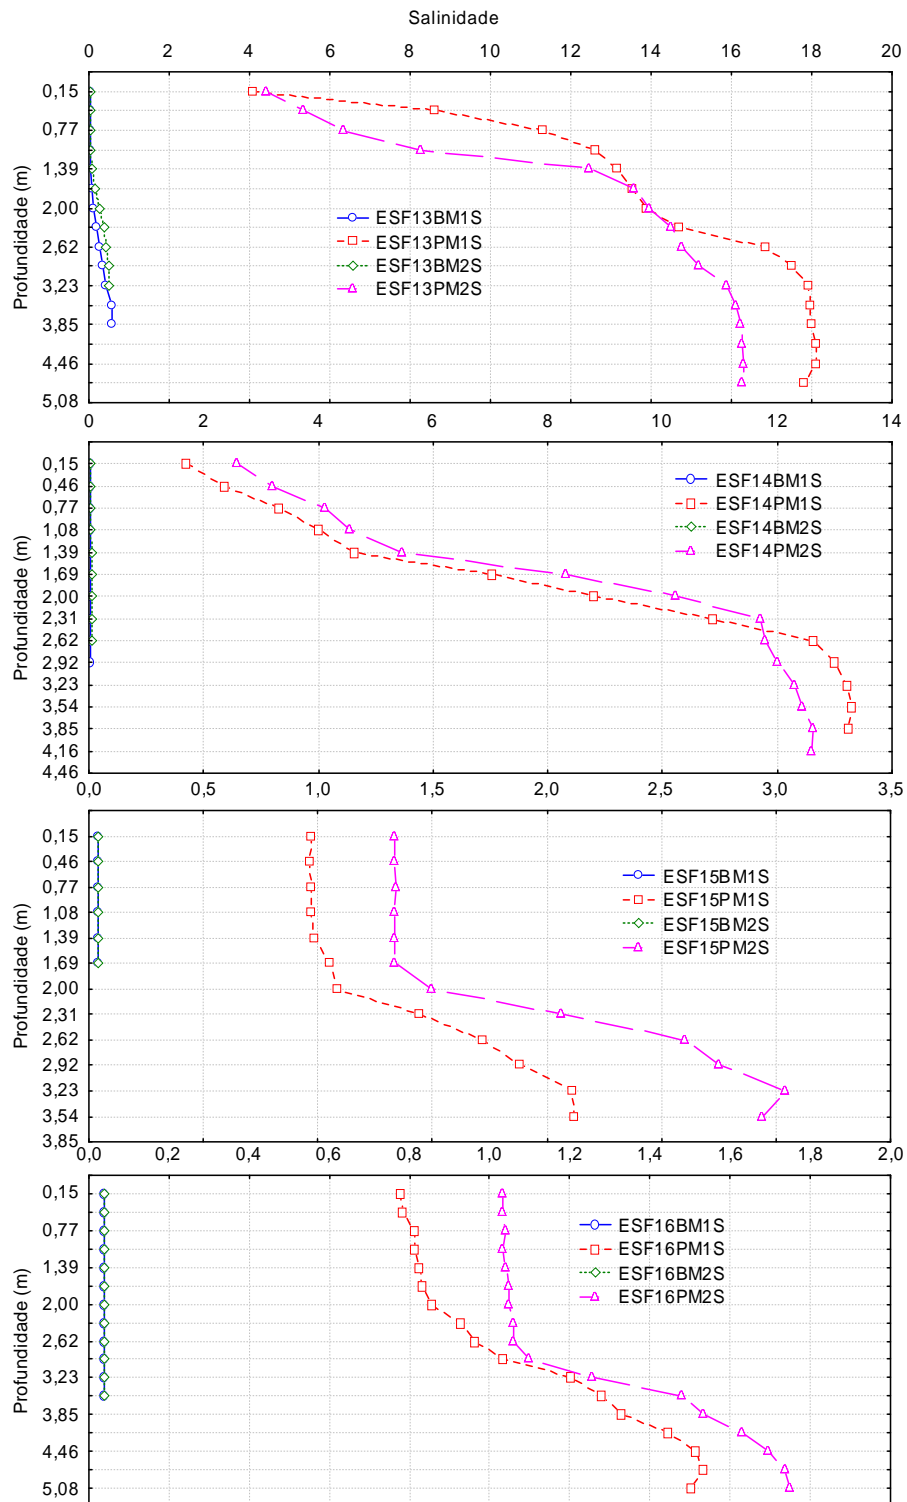 Salinidade
0 2 4 6 8 10 12 14 16 18 20
0,15
0,77
1,39
2,00
2,62
3,23
3,85
4,46
5,08
Profundidade (m)
ESF13BM1S
ESF13PM1S
ESF13BM2S
ESF13PM2S
0 2 4 6 8 10 12 14
0,15
0,46
0,77
1,08
1,39
1,69
2,00
2,31
2,62
2,92
3,23
3,54
3,85
4,16
4,46
Profundidade (m)
ESF14BM1S
ESF14PM1S
ESF14BM2S
ESF14PM2S
0,0 0,5 1,0 1,5 2,0 2,5 3,0 3,5
0,15
0,46
0,77
1,08
1,39
1,69
2,00
2,31
2,62
2,92
3,23
3,54
3,85
Profundidade (m)
ESF15BM1S
ESF15PM1S
ESF15BM2S
ESF15PM2S
0,0 0,2 0,4 0,6 0,8 1,0 1,2 1,4 1,6 1,8 2,0
0,15
0,77
1,39
2,00
2,62
3,23
3,85
4,46
5,08
Profundidade (m)
ESF16BM1S
ESF16PM1S
ESF16BM2S
ESF16PM2S